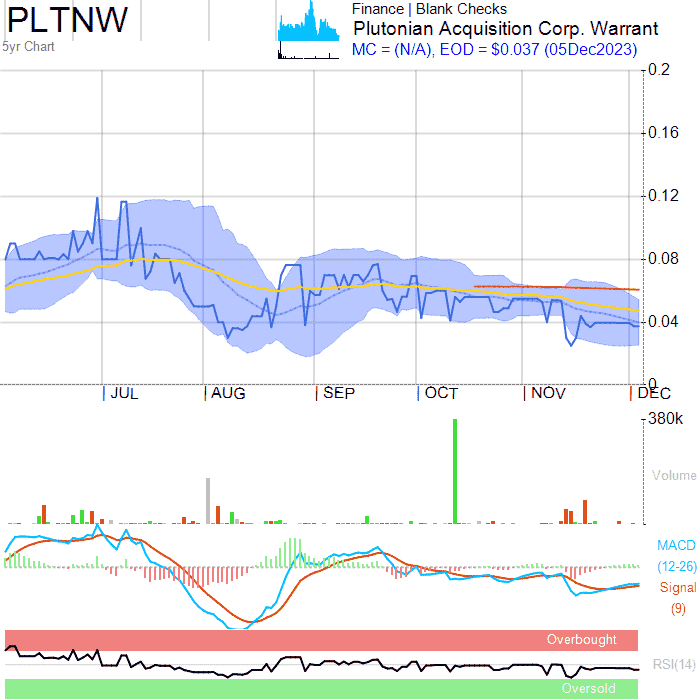 PLTNW
5yr Chart
Finance | Blank Checks
Plutonian Acquisition Corp. Warrant
MC = (N/A), EOD = $0.037 (05Dec2023)
0.2
0.16
0.12
0.08
0.04
0
JUL AUG SEP OCT NOV DEC
380k
Volume
MACD
(12-26)
Signal
(9)
Overbought
RSI(14)
Oversold